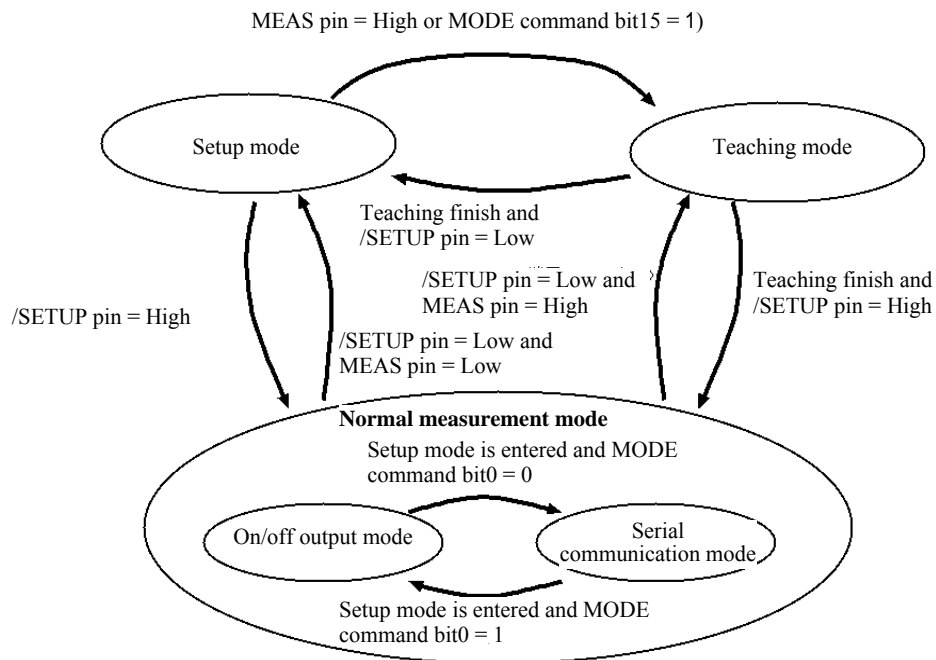 MEAS pin = High or MODE command bit15 = 1)
Setup mode
Teaching mode
Teaching finish and
/SETUP pin = Low
/SETUP pin = Low and
MEAS pin = High
Teaching finish and
/SETUP pin = High
/SETUP pin = High
/SETUP pin = Low and
MEAS pin = Low
Normal measurement mode
Setup mode is entered and MODE
command bit0 = 0
On/off output mode
Serial
communication mode
Setup mode is entered and MODE
command bit0 = 1